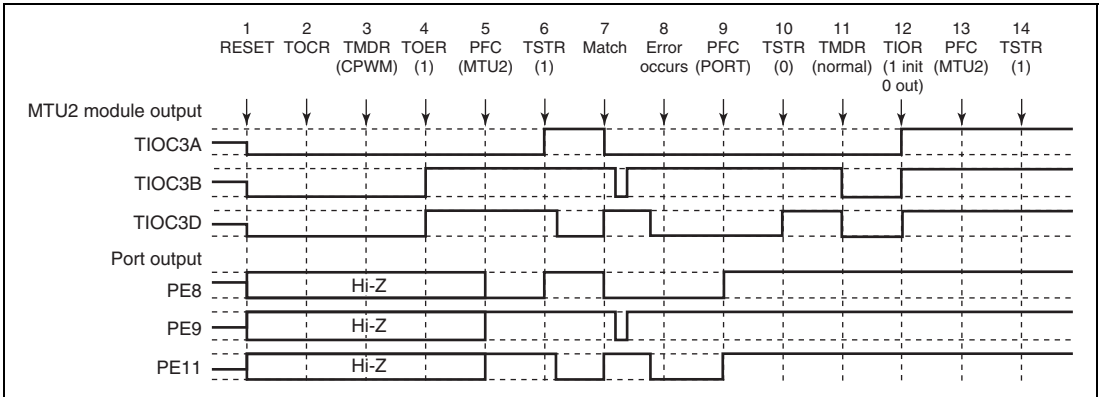 1 2 3 4 5 6 7 8 9 10 11 12 13 14
RESET TOCR TMDR TOER PFC TSTR Match Error PFC TSTR TMDR TIOR PFC TSTR
(CPWM) (1) (MTU2) (1) occurs (PORT) (0) (normal) (1 init (MTU2) (1)
0 out)
MTU2 module output
TIOC3A
TIOC3B
TIOC3D
Port output
PE8 Hi-Z
PE9 Hi-Z
PE11 Hi-Z